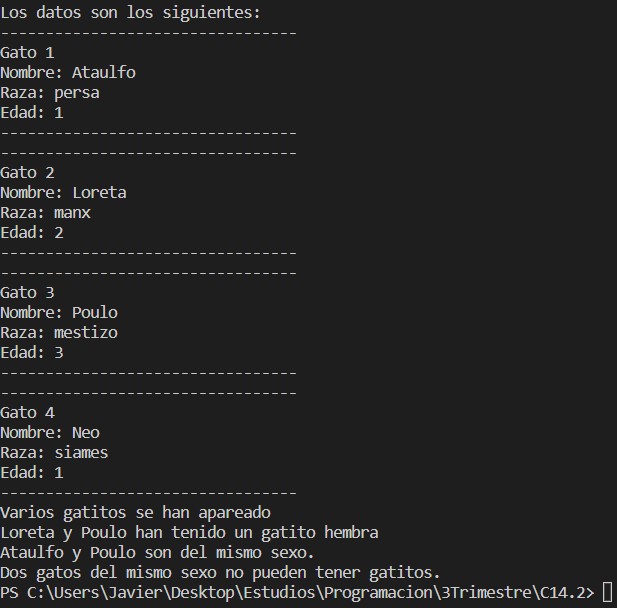 Los datos son los siguientes:
---------------------------------
Gato 1
Nombre: Ataulfo
Raza: persa
Edad: 1
---------------------------------
---------------------------------
Gato 2
Nombre: Loreta
Raza: manx
Edad: 2
---------------------------------
---------------------------------
Gato 3
Nombre: Poulo
Raza: mestizo
Edad: 3
---------------------------------
---------------------------------
Gato 4
Nombre: Neo
Raza: siames
Edad: 1
---------------------------------
Varios gatitos se han apareado
Loreta y Poulo han tenido un gatito hembra
Ataulfo y Poulo son del mismo sexo.
Dos gatos del mismo sexo no pueden tener gatitos.
PS C:\Users\Javier\Desktop\Estudios\Programacion\3Trimestre\C14.2>